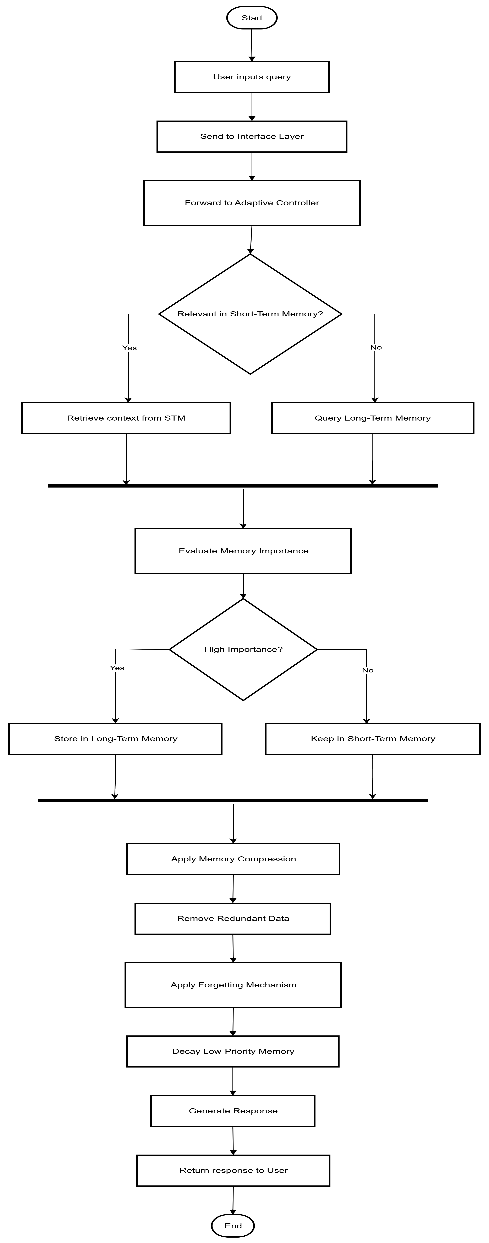 Start
User inputs query
Send to Interface Layer
Forward to Adaptive Controller
Relevant in Short-Term Memory?
Yes
No
Retrieve context from STM
Query Long-Term Memory
Evaluate Memory Importance
High Importance?
Yes
No
Store in Long-Term Memory
Keep in Short-Term Memory
Apply Memory Compression
Remove Redundant Data
Apply Forgetting Mechanism
Decay Low Priority Memory
Generate Response
Return response to User
End